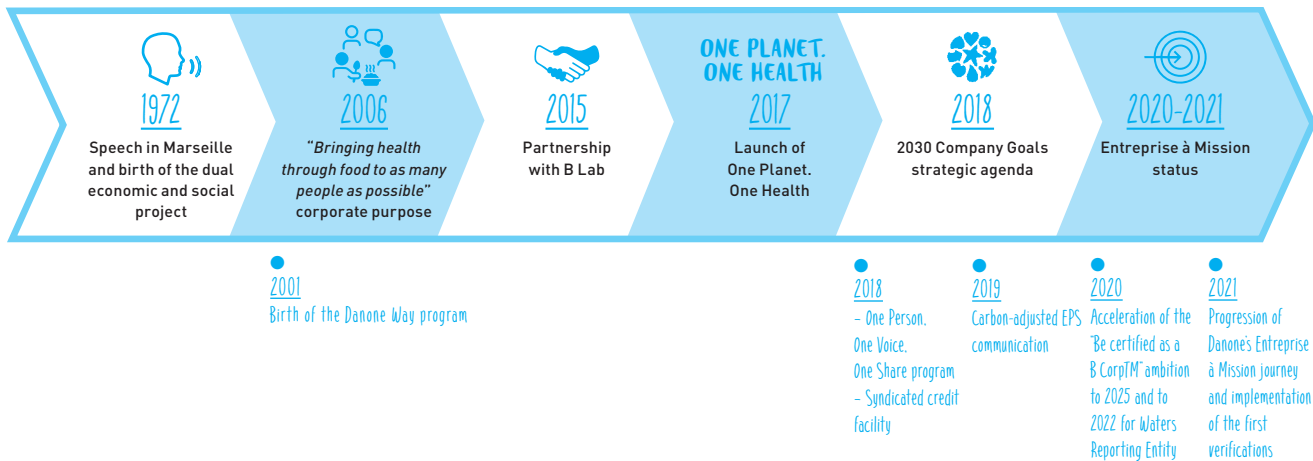 1972
Speech in Marseille
and birth of the dual
economic and social
project
2006
“Bringing health
through food to as many
people as possible”
corporate purpose
2015
Partnership
with B Lab
ONE PLANET.
ONE HEALTH
2017
Launch of
One Planet.
One Health
2018
2030 Company Goals
strategic agenda
2020-2021
Entreprise à Mission
status
2001
Birth of the Danone Way program
2018
– One Person,
One Voice,
One Share program
– Syndicated credit
facility
2019
Carbon-adjusted EPS
communication
2020
Acceleration of the
"Be certified as a
B CorpTM" ambition
to 2025 and to
2022 for Waters
Reporting Entity
2021
Progression of
Danone's Entreprise
à Mission journey
and implementation
of the first
verifications